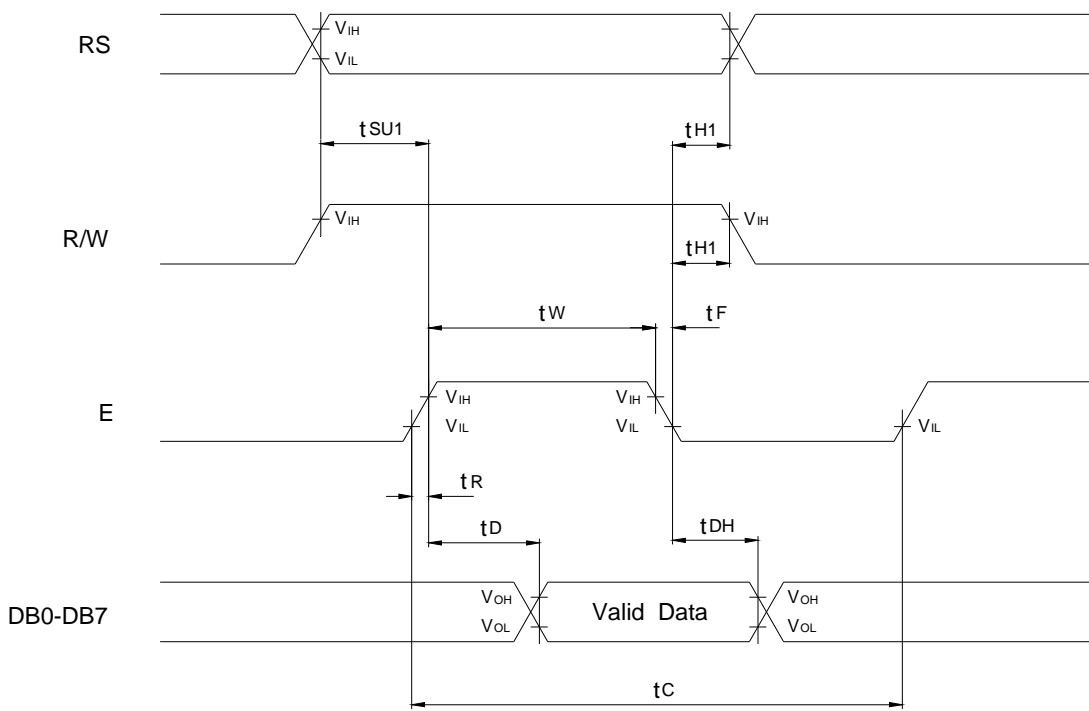 RS
VIH
VIL
tSU1
tH1
R/W
VIH
VIH
tH1
tW
tF
E
VIH
VIH
VIL
VIL
VIL
tR
tD
tDH
DB0-DB7
VOH
Valid Data
VOH
VOL
VOL
tC